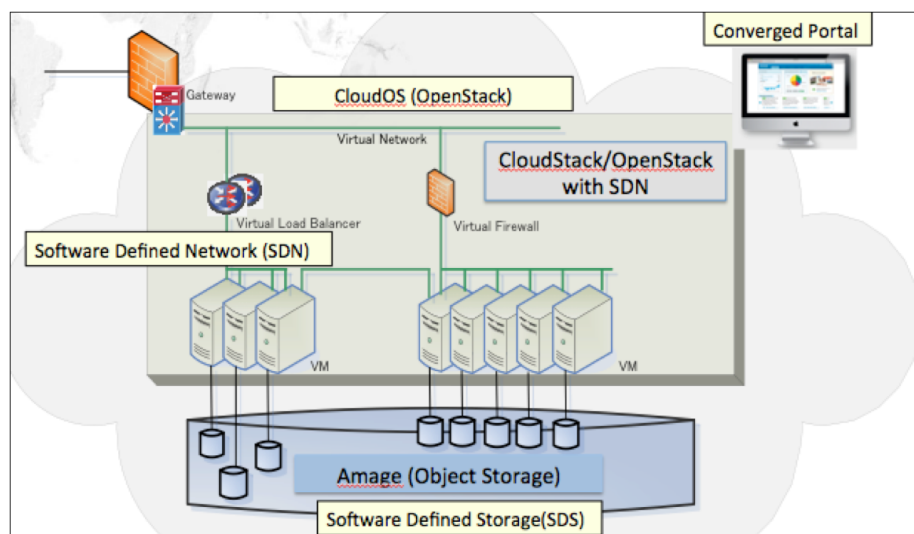 Converged Portal
Gateway
CloudOS (OpenStack)
Virtual Network
CloudStack/OpenStack
with SDN
Virtual Load Balancer
Virtual Firewall
Software Defined Network (SDN)
VM
VM
Amage (Object Storage)
Software Defined Storage(SDS)